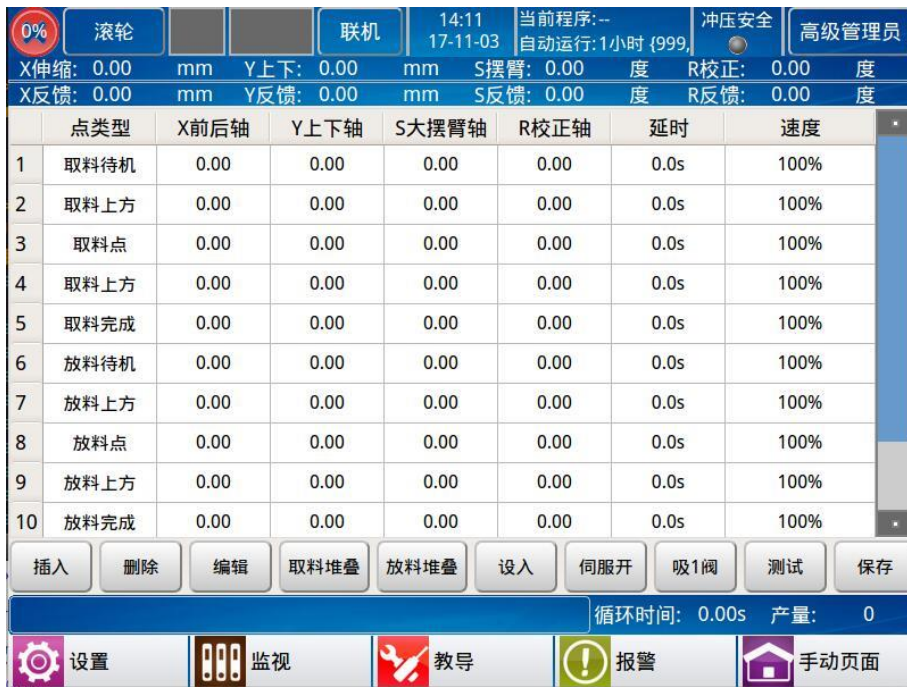 0% 滚轮 联机 14:11 当前程序:-- 冲压安全 高级管理员
17-11-03 自动运行:1小时 {999,
X伸缩: 0.00 mm Y上下: 0.00 mm S摆臂: 0.00 度 R校正: 0.00 度
X反馈: 0.00 mm Y反馈: 0.00 mm S反馈: 0.00 度 R反馈: 0.00 度
点类型 X前后轴 Y上下轴 S大摆臂轴 R校正轴 延时 速度
1 取料待机 0.00 0.00 0.00 0.00 0.0s 100%
2 取料上方 0.00 0.00 0.00 0.00 0.0s 100%
3 取料点 0.00 0.00 0.00 0.00 0.0s 100%
4 取料上方 0.00 0.00 0.00 0.00 0.0s 100%
5 取料完成 0.00 0.00 0.00 0.00 0.0s 100%
6 放料待机 0.00 0.00 0.00 0.00 0.0s 100%
7 放料上方 0.00 0.00 0.00 0.00 0.0s 100%
8 放料点 0.00 0.00 0.00 0.00 0.0s 100%
9 放料上方 0.00 0.00 0.00 0.00 0.0s 100%
10 放料完成 0.00 0.00 0.00 0.00 0.0s 100%
插入 删除 编辑 取料堆叠 放料堆叠 设入 伺服开 吸1阀 测试 保存
循环时间: 0.00s 产量: 0
设置 监视 教导 报警 手动页面